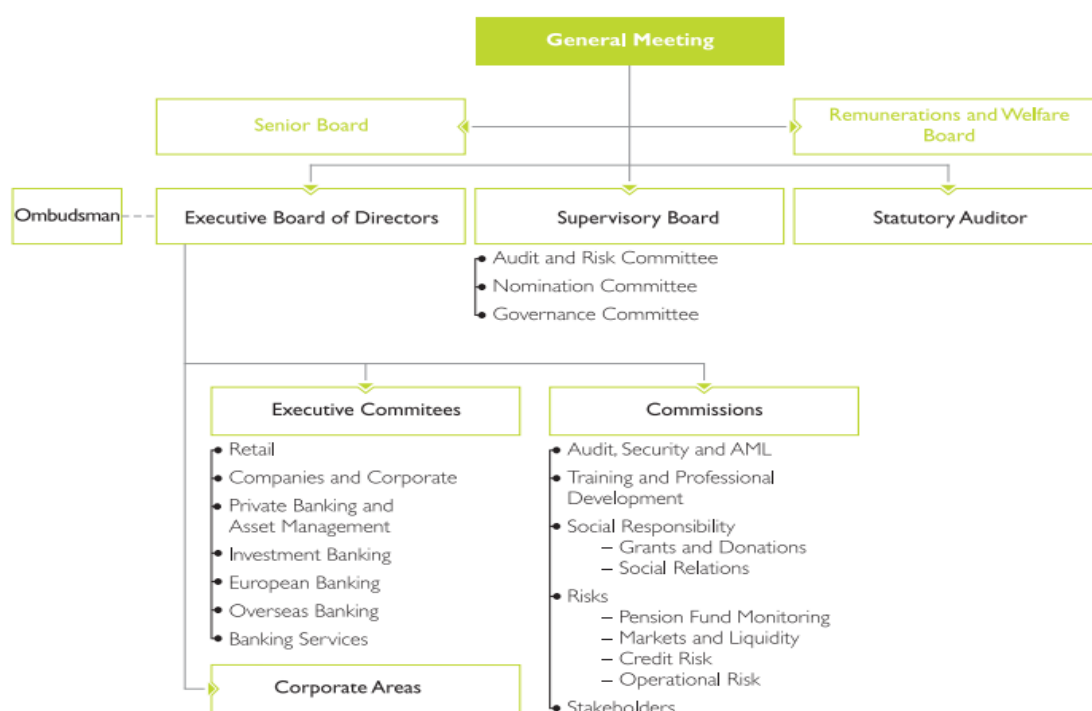 General Meeting
Senior Board
Remunerations and Welfare
Board
Ombudsman
Executive Board of Directors
Supervisory Board
Statutory Auditor
Audit and Risk Committee
Nomination Committee
Governance Committee
Executive Commitees
Retail
Companies and Corporate
Private Banking and
Asset Management
Investment Banking
European Banking
Overseas Banking
Banking Services
Corporate Areas
Commissions
Audit, Security and AML
Training and Professional
Development
Social Responsibility
– Grants and Donations
– Social Relations
Risks
– Pension Fund Monitoring
– Markets and Liquidity
– Credit Risk
– Operational Risk
Stakeholders